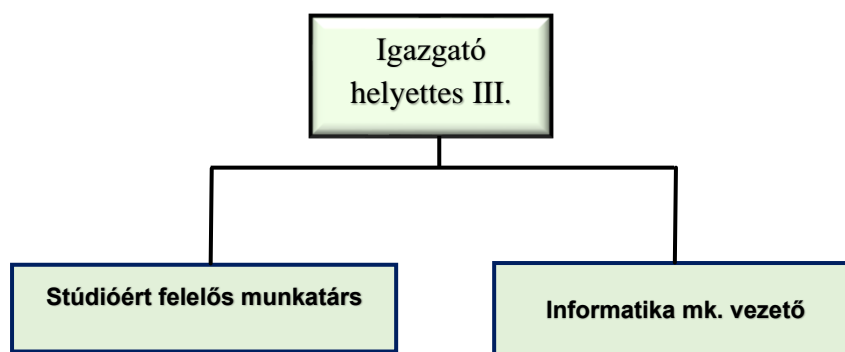 Igazgató
helyettes III.
Stúdióért felelős munkatárs
Informatika mk. vezető